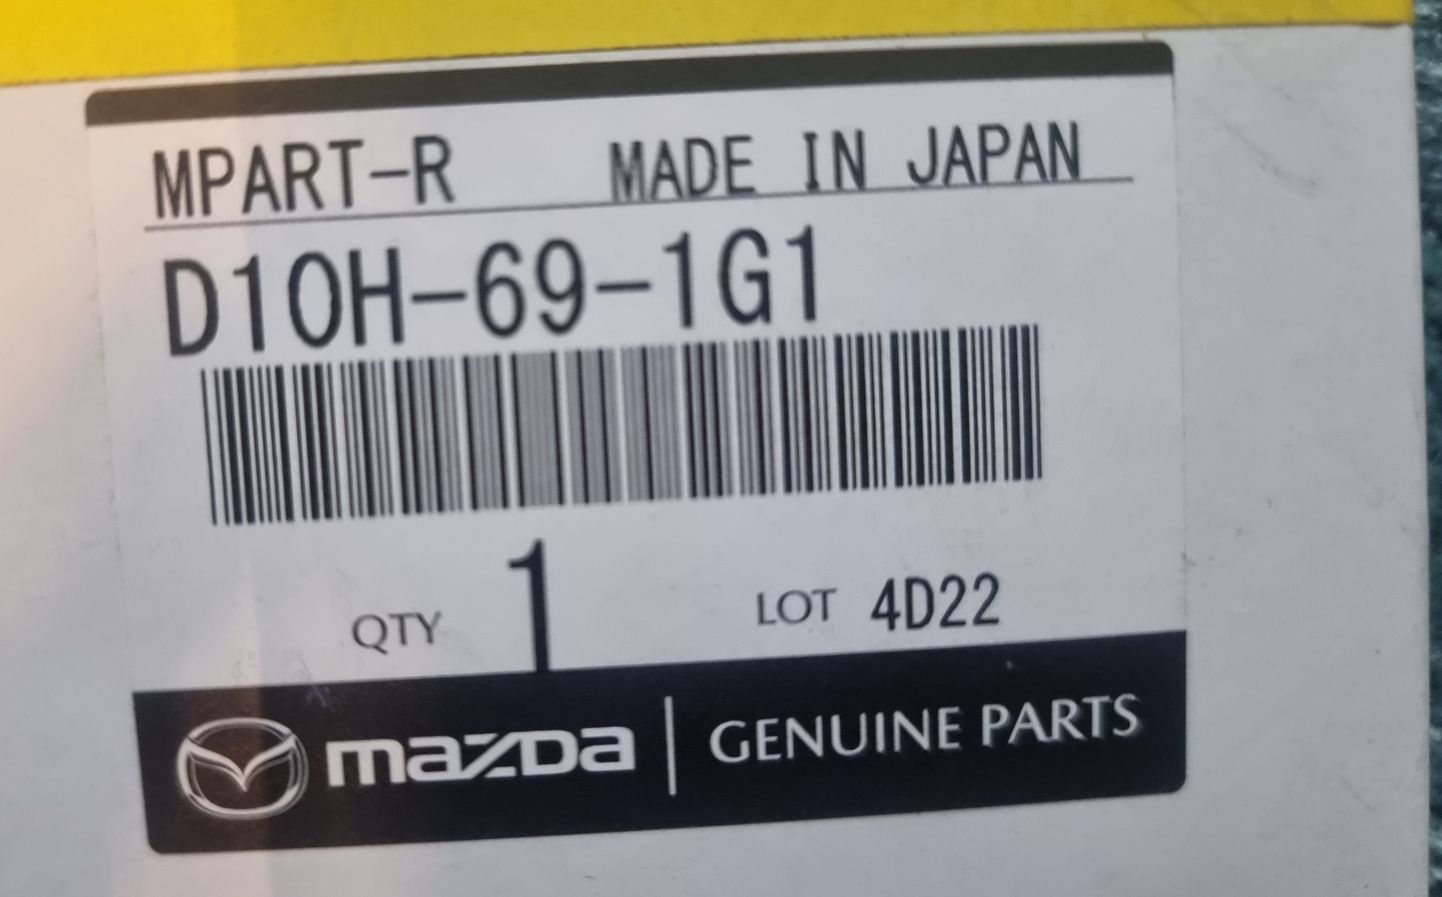 MPART-R MADE IN JAPAN
D10H-69-1G1
QTY 1 LOT 4D22
mazda | GENUINE PARTS